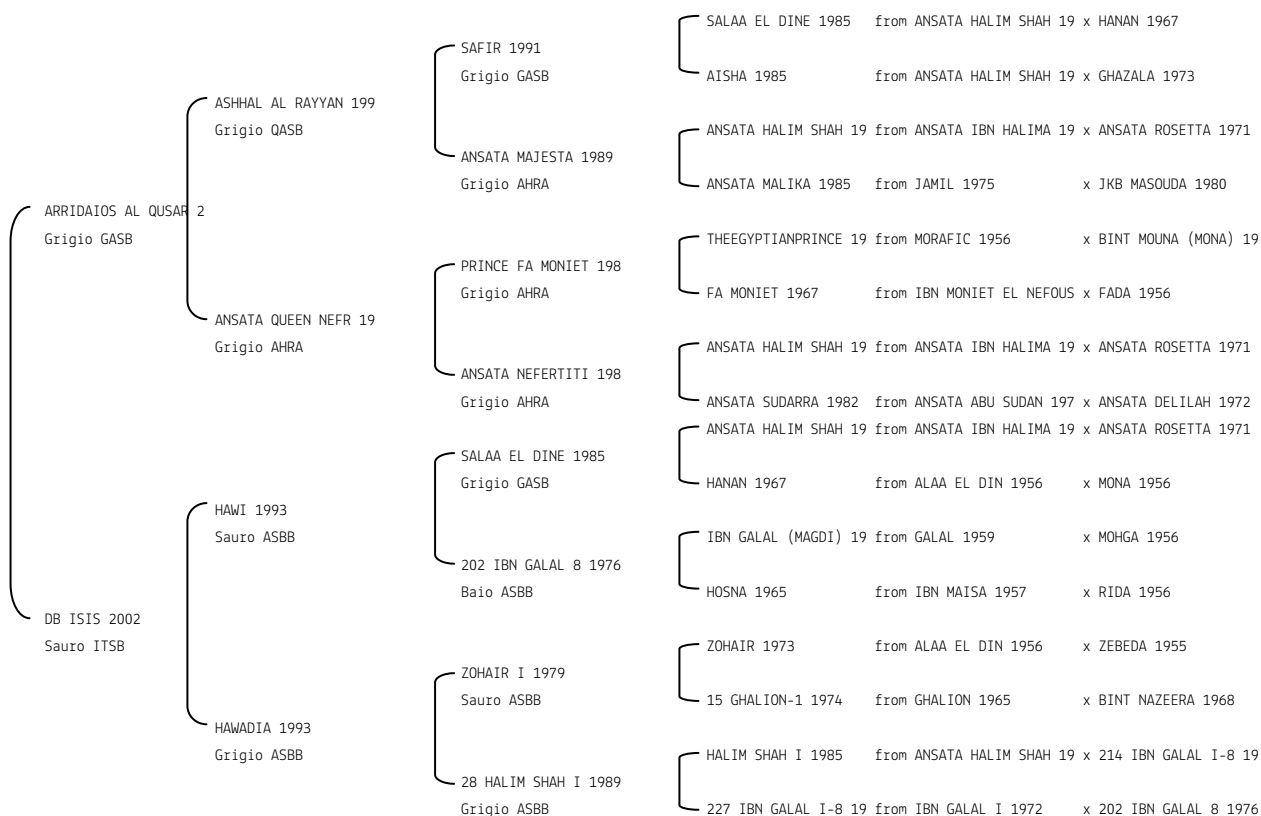 SALAA EL DINE 1985 from ANSATA HALIM SHAH 19 x HANAN 1967
SAFIR 1991
Grigio GASB
AISHA 1985 from ANSATA HALIM SHAH 19 x GHAZALA 1973
ASHHAL AL RAYYAN 199
Grigio QASB
ANSATA HALIM SHAH 19 from ANSATA IBN HALIMA 19 x ANSATA ROSETTA 1971
ANSATA MAJESTA 1989
Grigio AHRA
ANSATA MALIKA 1985 from JAMIL 1975 x JKB MASOUDA 1980
ARRIDAIOS AL QUSAR 2
Grigio GASB
THEEGYPTIANPRINCE 19 from MORAFIC 1956 x BINT MOUNA (MONA) 19
PRINCE FA MONIET 198
Grigio AHRA
FA MONIET 1967 from IBN MONIET EL NEFOUS x FADA 1956
ANSATA QUEEN NEFR 19
Grigio AHRA
ANSATA HALIM SHAH 19 from ANSATA IBN HALIMA 19 x ANSATA ROSETTA 1971
ANSATA NEFERTITI 198
Grigio AHRA
ANSATA SUDARRA 1982 from ANSATA ABU SUDAN 197 x ANSATA DELILAH 1972
ANSATA HALIM SHAH 19 from ANSATA IBN HALIMA 19 x ANSATA ROSETTA 1971
SALAA EL DINE 1985
Grigio GASB
HANAN 1967 from ALAA EL DIN 1956 x MONA 1956
HAWI 1993
Sauro ASBB
IBN GALAL (MAGDI) 19 from GALAL 1959 x MOHGA 1956
202 IBN GALAL 8 1976
Baio ASBB
HOSNA 1965 from IBN MAISA 1957 x RIDA 1956
DB ISIS 2002
Sauro ITSB
ZOHAIR 1973 from ALAA EL DIN 1956 x ZEBEDA 1955
ZOHAIR I 1979
Sauro ASBB
15 GHALION-1 1974 from GHALION 1965 x BINT NAZEERA 1968
HAWADIA 1993
Grigio ASBB
HALIM SHAH I 1985 from ANSATA HALIM SHAH 19 x 214 IBN GALAL I-8 19
28 HALIM SHAH I 1989
Grigio ASBB
227 IBN GALAL I-8 19 from IBN GALAL I 1972 x 202 IBN GALAL 8 1976